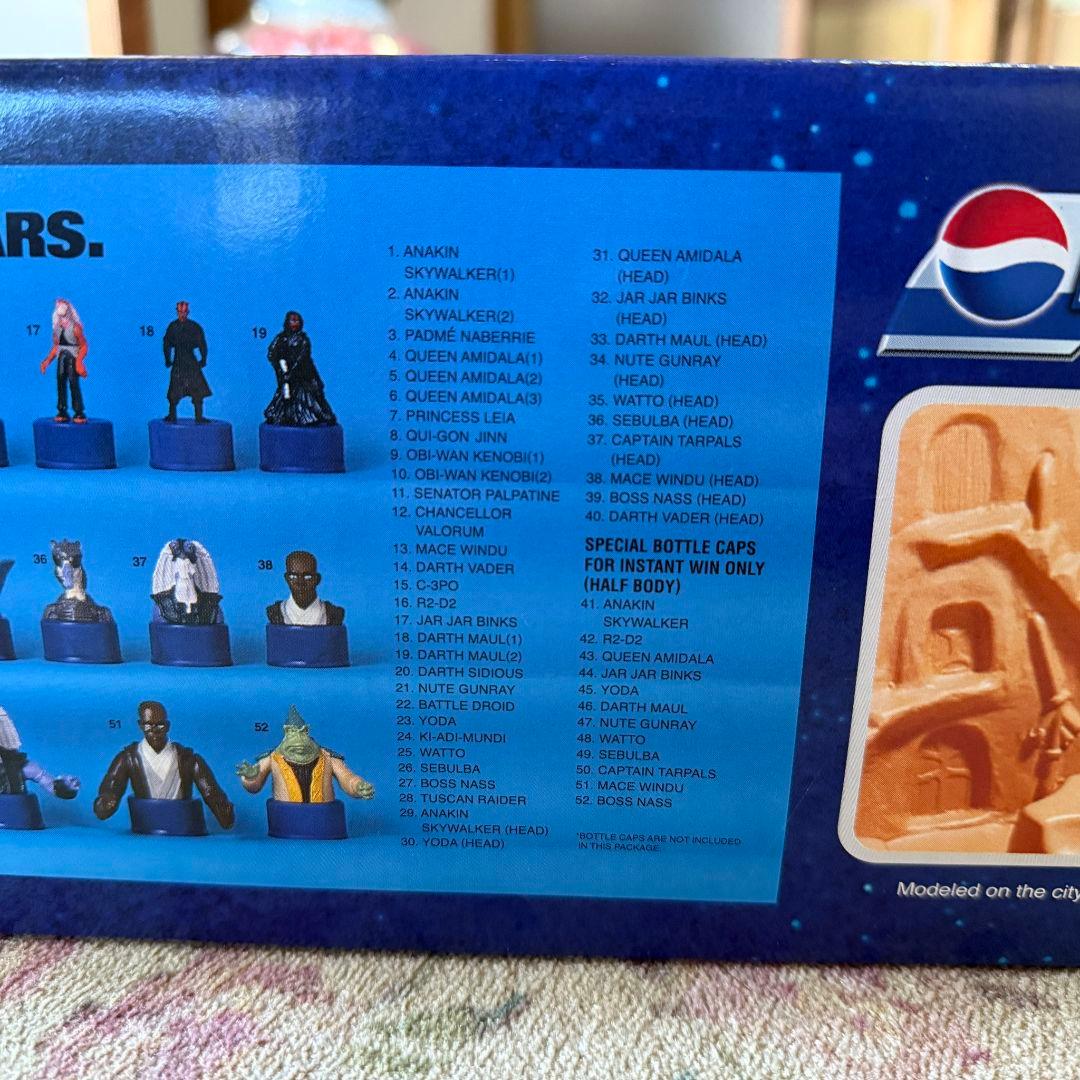 ARS.
17
18
19
36
37
38
51
52
1. ANAKIN
SKYWALKER(1)
2. ANAKIN
SKYWALKER(2)
3. PADMÉ NABERRIE
4. QUEEN AMIDALA(1)
5. QUEEN AMIDALA(2)
6. QUEEN AMIDALA(3)
7. PRINCESS LEIA
8. QUI-GON JINN
9. OBI-WAN KENOBI(1)
10. OBI-WAN KENOBI(2)
11. SENATOR PALPATINE
12. CHANCELLOR
VALORUM
13. MACE WINDU
14. DARTH VADER
15. C-3PO
16. R2-D2
17. JAR JAR BINKS
18. DARTH MAUL(1)
19. DARTH MAUL(2)
20. DARTH SIDIOUS
21. NUTE GUNRAY
22. BATTLE DROID
23. YODA
24. KI-ADI-MUNDI
25. WATTO
26. SEBULBA
27. BOSS NASS
28. TUSCAN RAIDER
29. ANAKIN
SKYWALKER (HEAD)
30. YODA (HEAD)
31. QUEEN AMIDALA
(HEAD)
32. JAR JAR BINKS
(HEAD)
33. DARTH MAUL (HEAD)
34. NUTE GUNRAY
(HEAD)
35. WATTO (HEAD)
36. SEBULBA (HEAD)
37. CAPTAIN TARPALS
(HEAD)
38. MACE WINDU (HEAD)
39. BOSS NASS (HEAD)
40. DARTH VADER (HEAD)
SPECIAL BOTTLE CAPS
FOR INSTANT WIN ONLY
(HALF BODY)
41. ANAKIN
SKYWALKER
42. R2-D2
43. QUEEN AMIDALA
44. JAR JAR BINKS
45. YODA
46. DARTH MAUL
47. NUTE GUNRAY
48. WATTO
49. SEBULBA
50. CAPTAIN TARPALS
51. MACE WINDU
52. BOSS NASS
*BOTTLE CAPS ARE NOT INCLUDED
IN THIS PACKAGE.
Modeled on the city